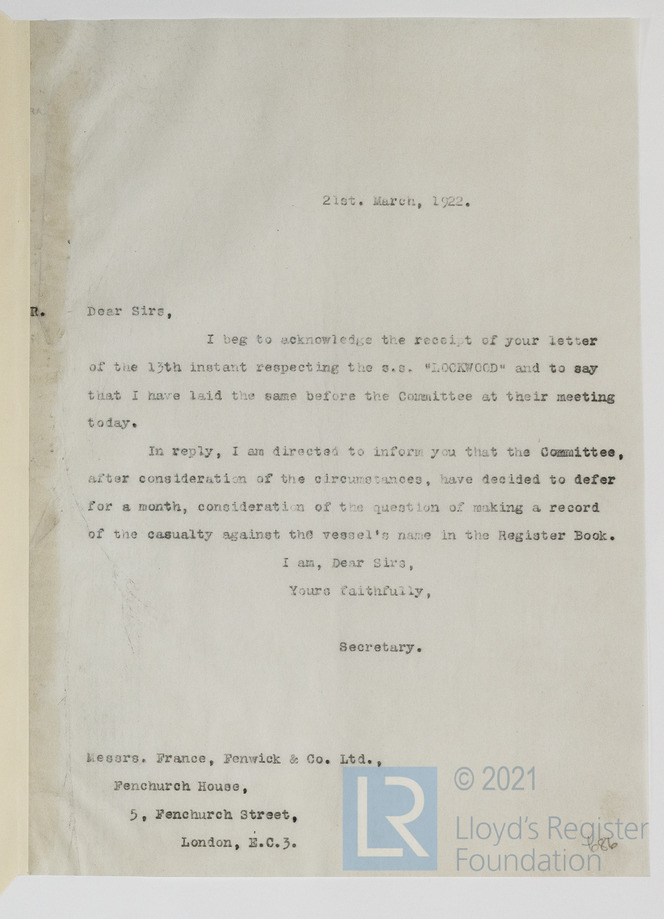 21st. March, 1922.
R.
Dear Sirs,
I beg to acknowledge the receipt of your letter
of the 13th instant respecting the s.s. "LOCKWOOD" and to say
that I have laid the same before the Committee at their meeting
today.
In reply, I am directed to inform you that the Committee,
after consideration of the circumstances, have decided to defer
for a month, consideration of the question of making a record
of the casualty against the vessel's name in the Register Book.
I am, Dear Sirs,
Yours faithfully,
Secretary.
Messrs. France, Fenwick & Co. Ltd.,
Fenchurch House,
5, Fenchurch Street,
London, E.C.3.
LR
© 2021
Lloyd's Register
Foundation
686